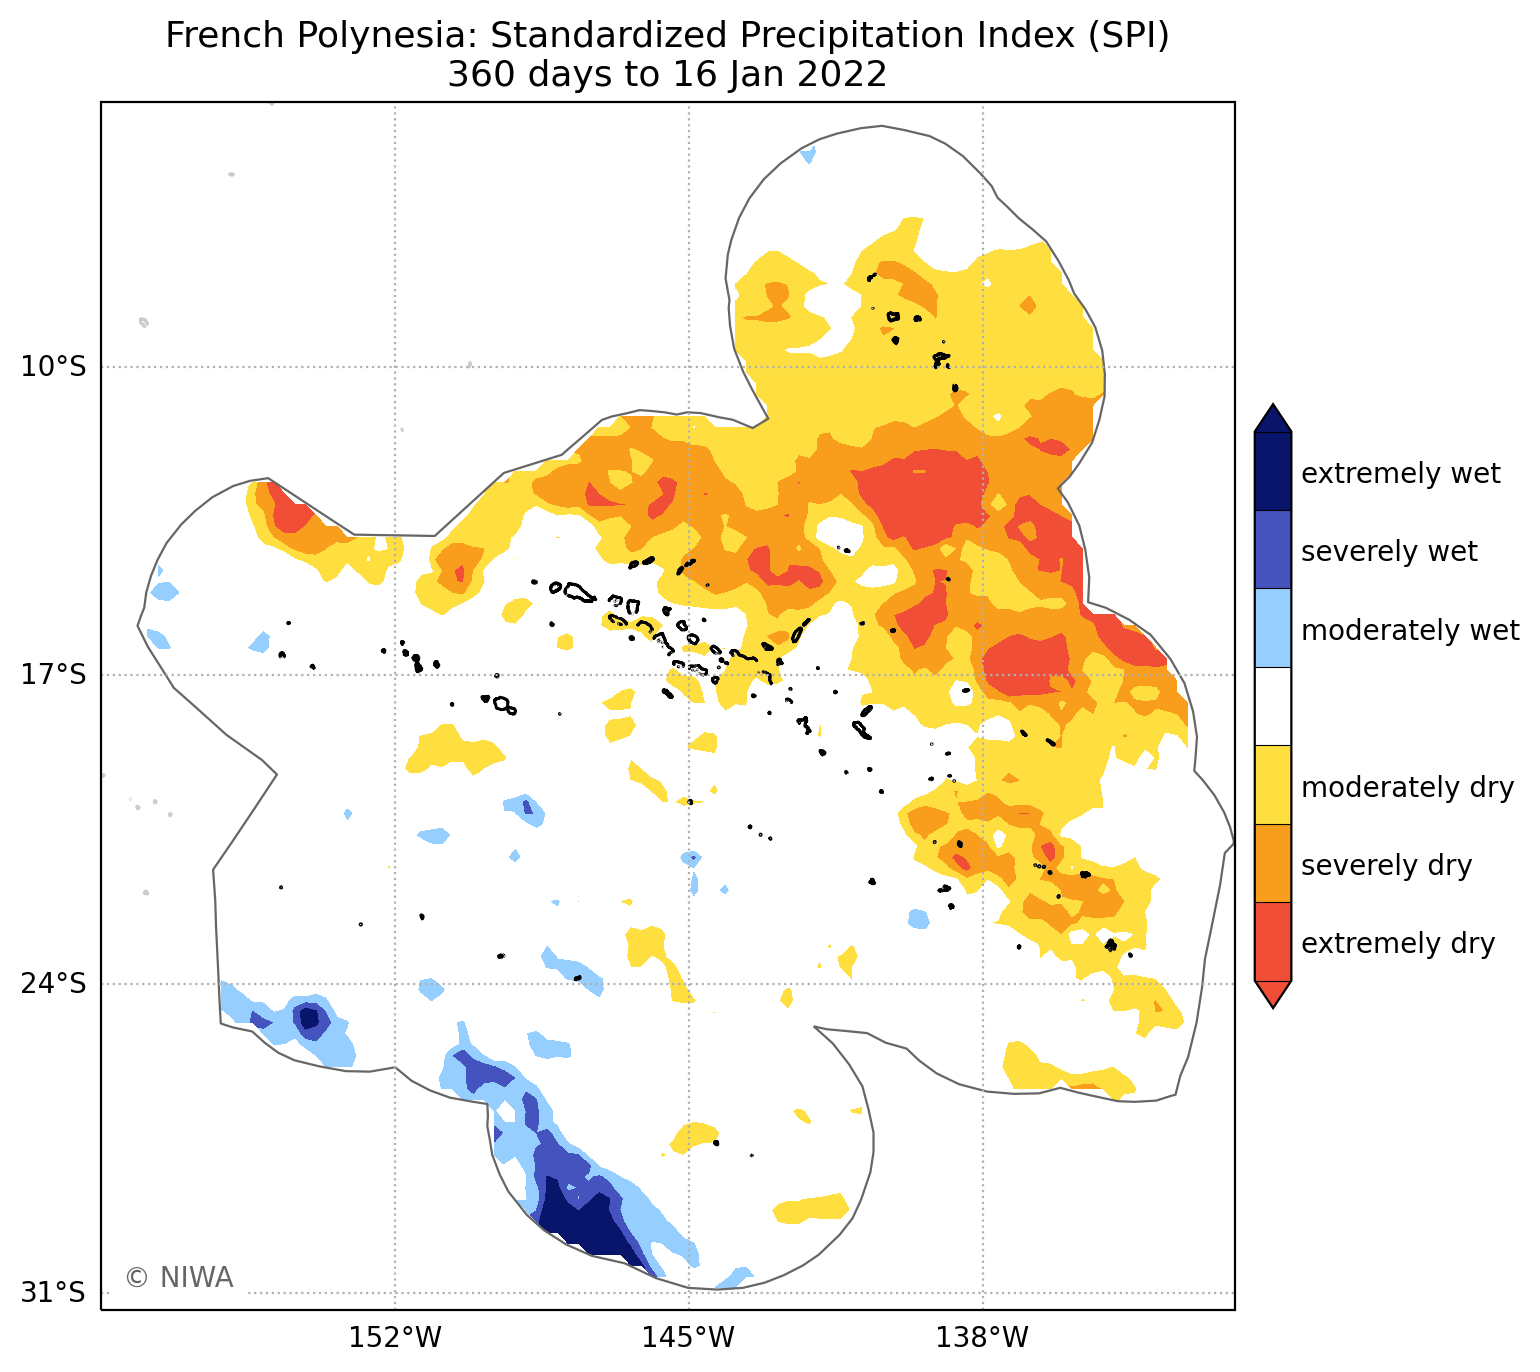 French Polynesia: Standardized Precipitation Index (SPI)
360 days to 16 Jan 2022
10°S
17°S
24°S
31°S
152°W
145°W
138°W
© NIWA
extremely wet
severely wet
moderately wet
moderately dry
severely dry
extremely dry